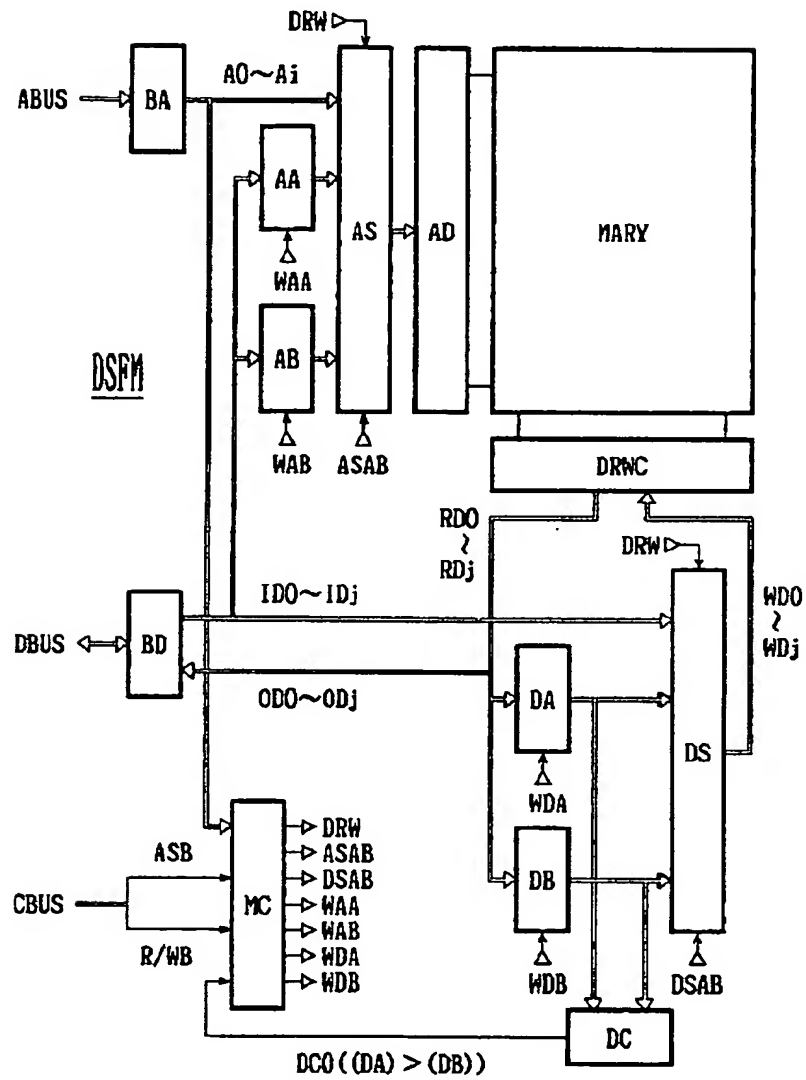 DRW
ABUS
BA
A0~Ai
AA
WAA
AB
WAB
AS
ASAB
AD
MARY
DSFM
DRWC
RD0
~
RDj
DRW
WD0
~
WDj
ID0~IDj
DBUS
BD
OD0~ODj
DA
WDA
DS
DB
WDB
DSAB
ASB
CBUS
R/WB
MC
DRW
ASAB
DSAB
WAA
WAB
WDA
WDB
DC
DCO((DA)>(DB))